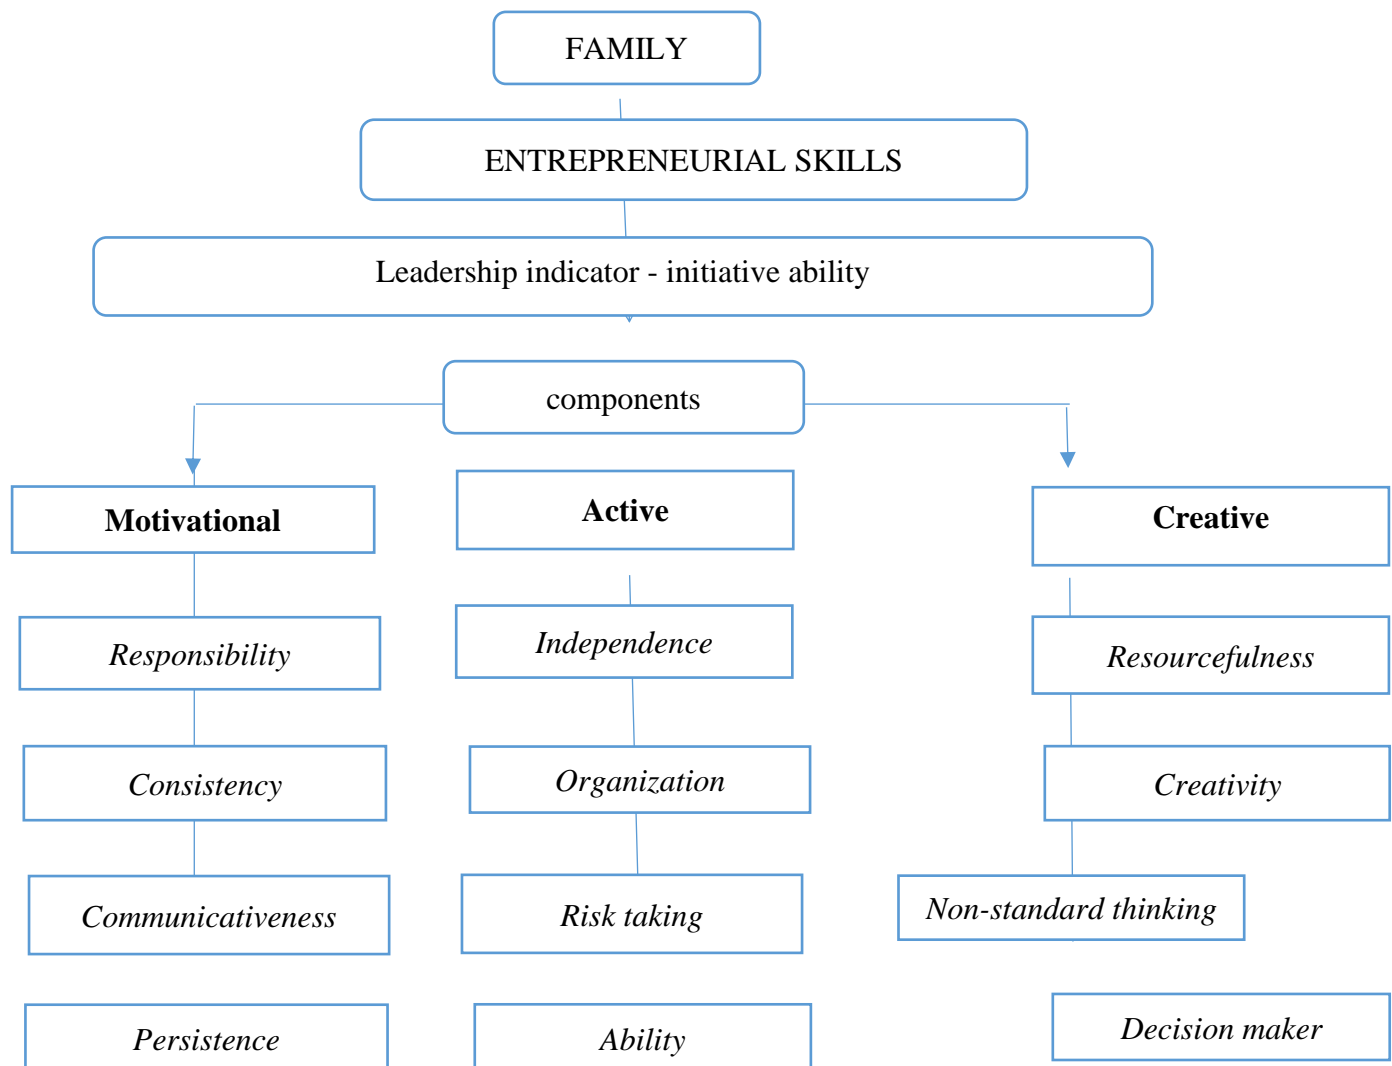 FAMILY
ENTREPRENEURIAL SKILLS
Leadership indicator - initiative ability
components
Motivational
Active
Creative
Responsibility
Independence
Resourcefulness
Consistency
Organization
Creativity
Communicativeness
Risk taking
Non-standard thinking
Persistence
Ability
Decision maker